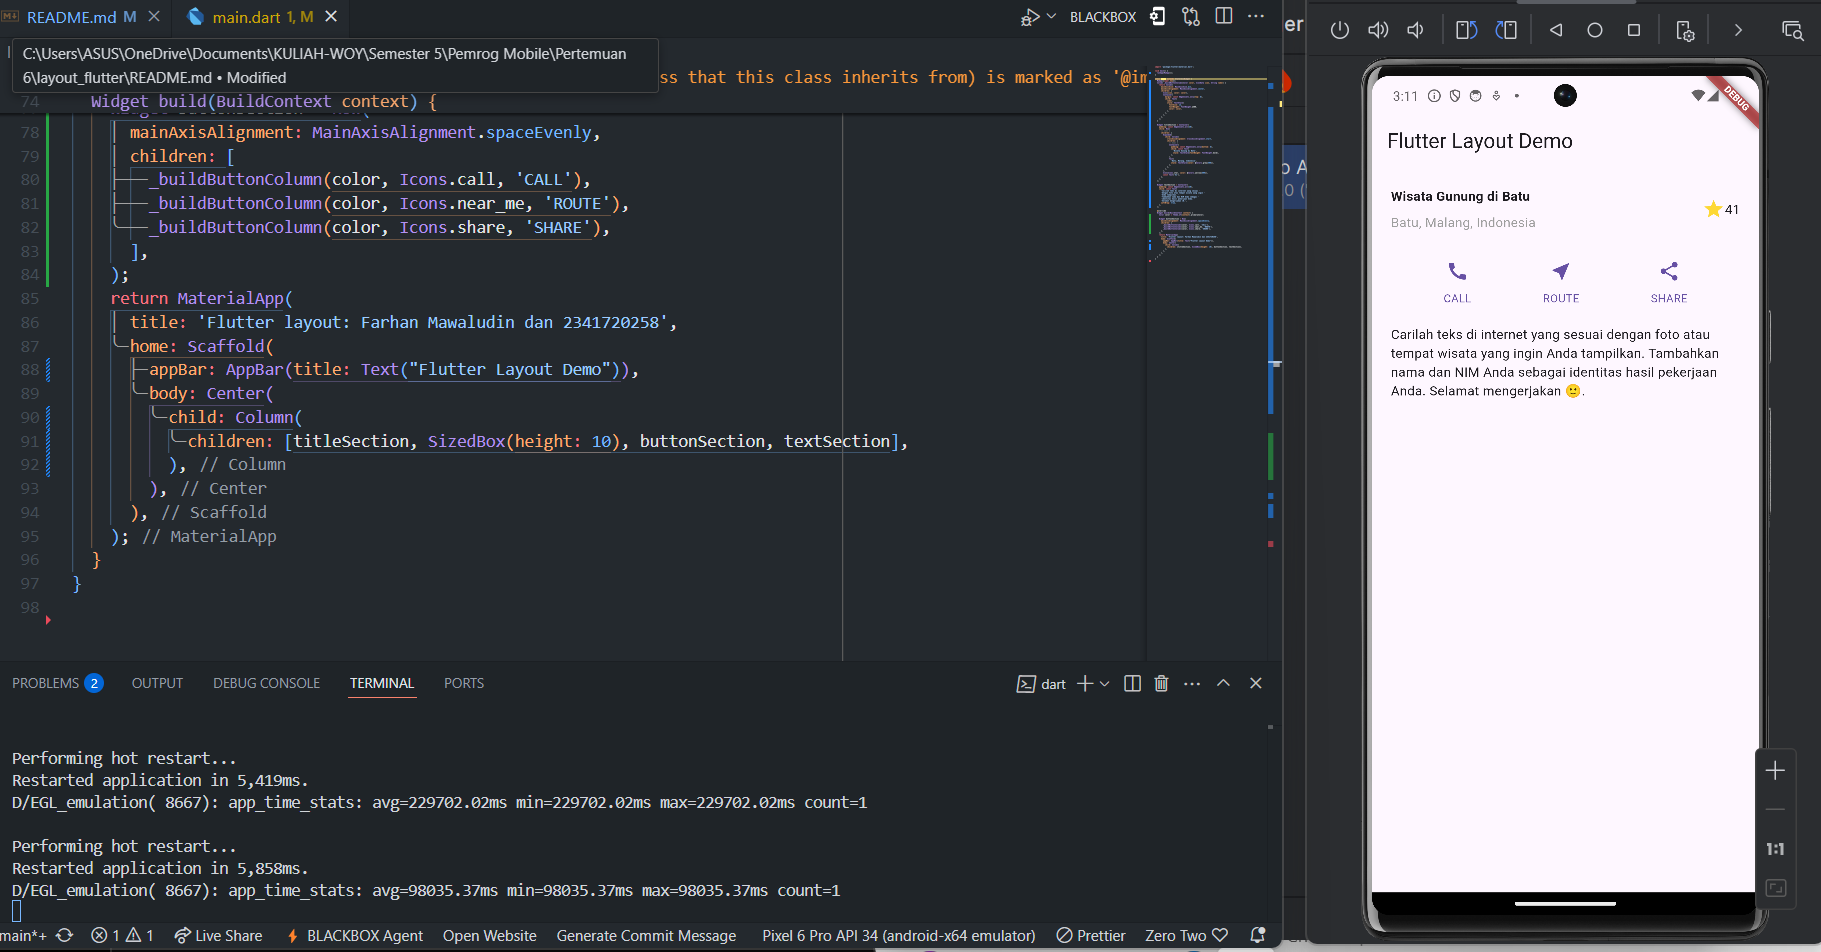 README.md M
main.dart 1, M
BLACKBOX
C:\Users\ASUS\OneDrive\Documents\KULIAH-WOY\Semester 5\Pemrog Mobile\Pertemuan
6\layout_flutter\README.md • Modified
ss that this class inherits from) is marked as '@im
74 Widget build(BuildContext context) {
78 mainAxisAlignment: MainAxisAlignment.spaceEvenly,
79 children: [
80 _buildButtonColumn(color, Icons.call, 'CALL'),
81 _buildButtonColumn(color, Icons.near_me, 'ROUTE'),
82 _buildButtonColumn(color, Icons.share, 'SHARE'),
83 ],
84 );
85 return MaterialApp(
86 title: 'Flutter layout: Farhan Mawaludin dan 2341720258',
87 home: Scaffold(
88 appBar: AppBar(title: Text("Flutter Layout Demo")),
89 body: Center(
90 child: Column(
91 children: [titleSection, SizedBox(height: 10), buttonSection, textSection],
92 ), // Column
93 ), // Center
94 ), // Scaffold
95 ); // MaterialApp
96 }
97 }
98
PROBLEMS 2 OUTPUT DEBUG CONSOLE TERMINAL PORTS
dart
Performing hot restart...
Restarted application in 5,419ms.
D/EGL_emulation( 8667): app_time_stats: avg=229702.02ms min=229702.02ms max=229702.02ms count=1
Performing hot restart...
Restarted application in 5,858ms.
D/EGL_emulation( 8667): app_time_stats: avg=98035.37ms min=98035.37ms max=98035.37ms count=1
main*+ 1 1 Live Share BLACKBOX Agent Open Website Generate Commit Message Pixel 6 Pro API 34 (android-x64 emulator) Prettier Zero Two
er
3:11
DEBUG
Flutter Layout Demo
Wisata Gunung di Batu
Batu, Malang, Indonesia
41
CALL
ROUTE
SHARE
Carilah teks di internet yang sesuai dengan foto atau
tempat wisata yang ingin Anda tampilkan. Tambahkan
nama dan NIM Anda sebagai identitas hasil pekerjaan
Anda. Selamat mengerjakan 🙂.
1:1